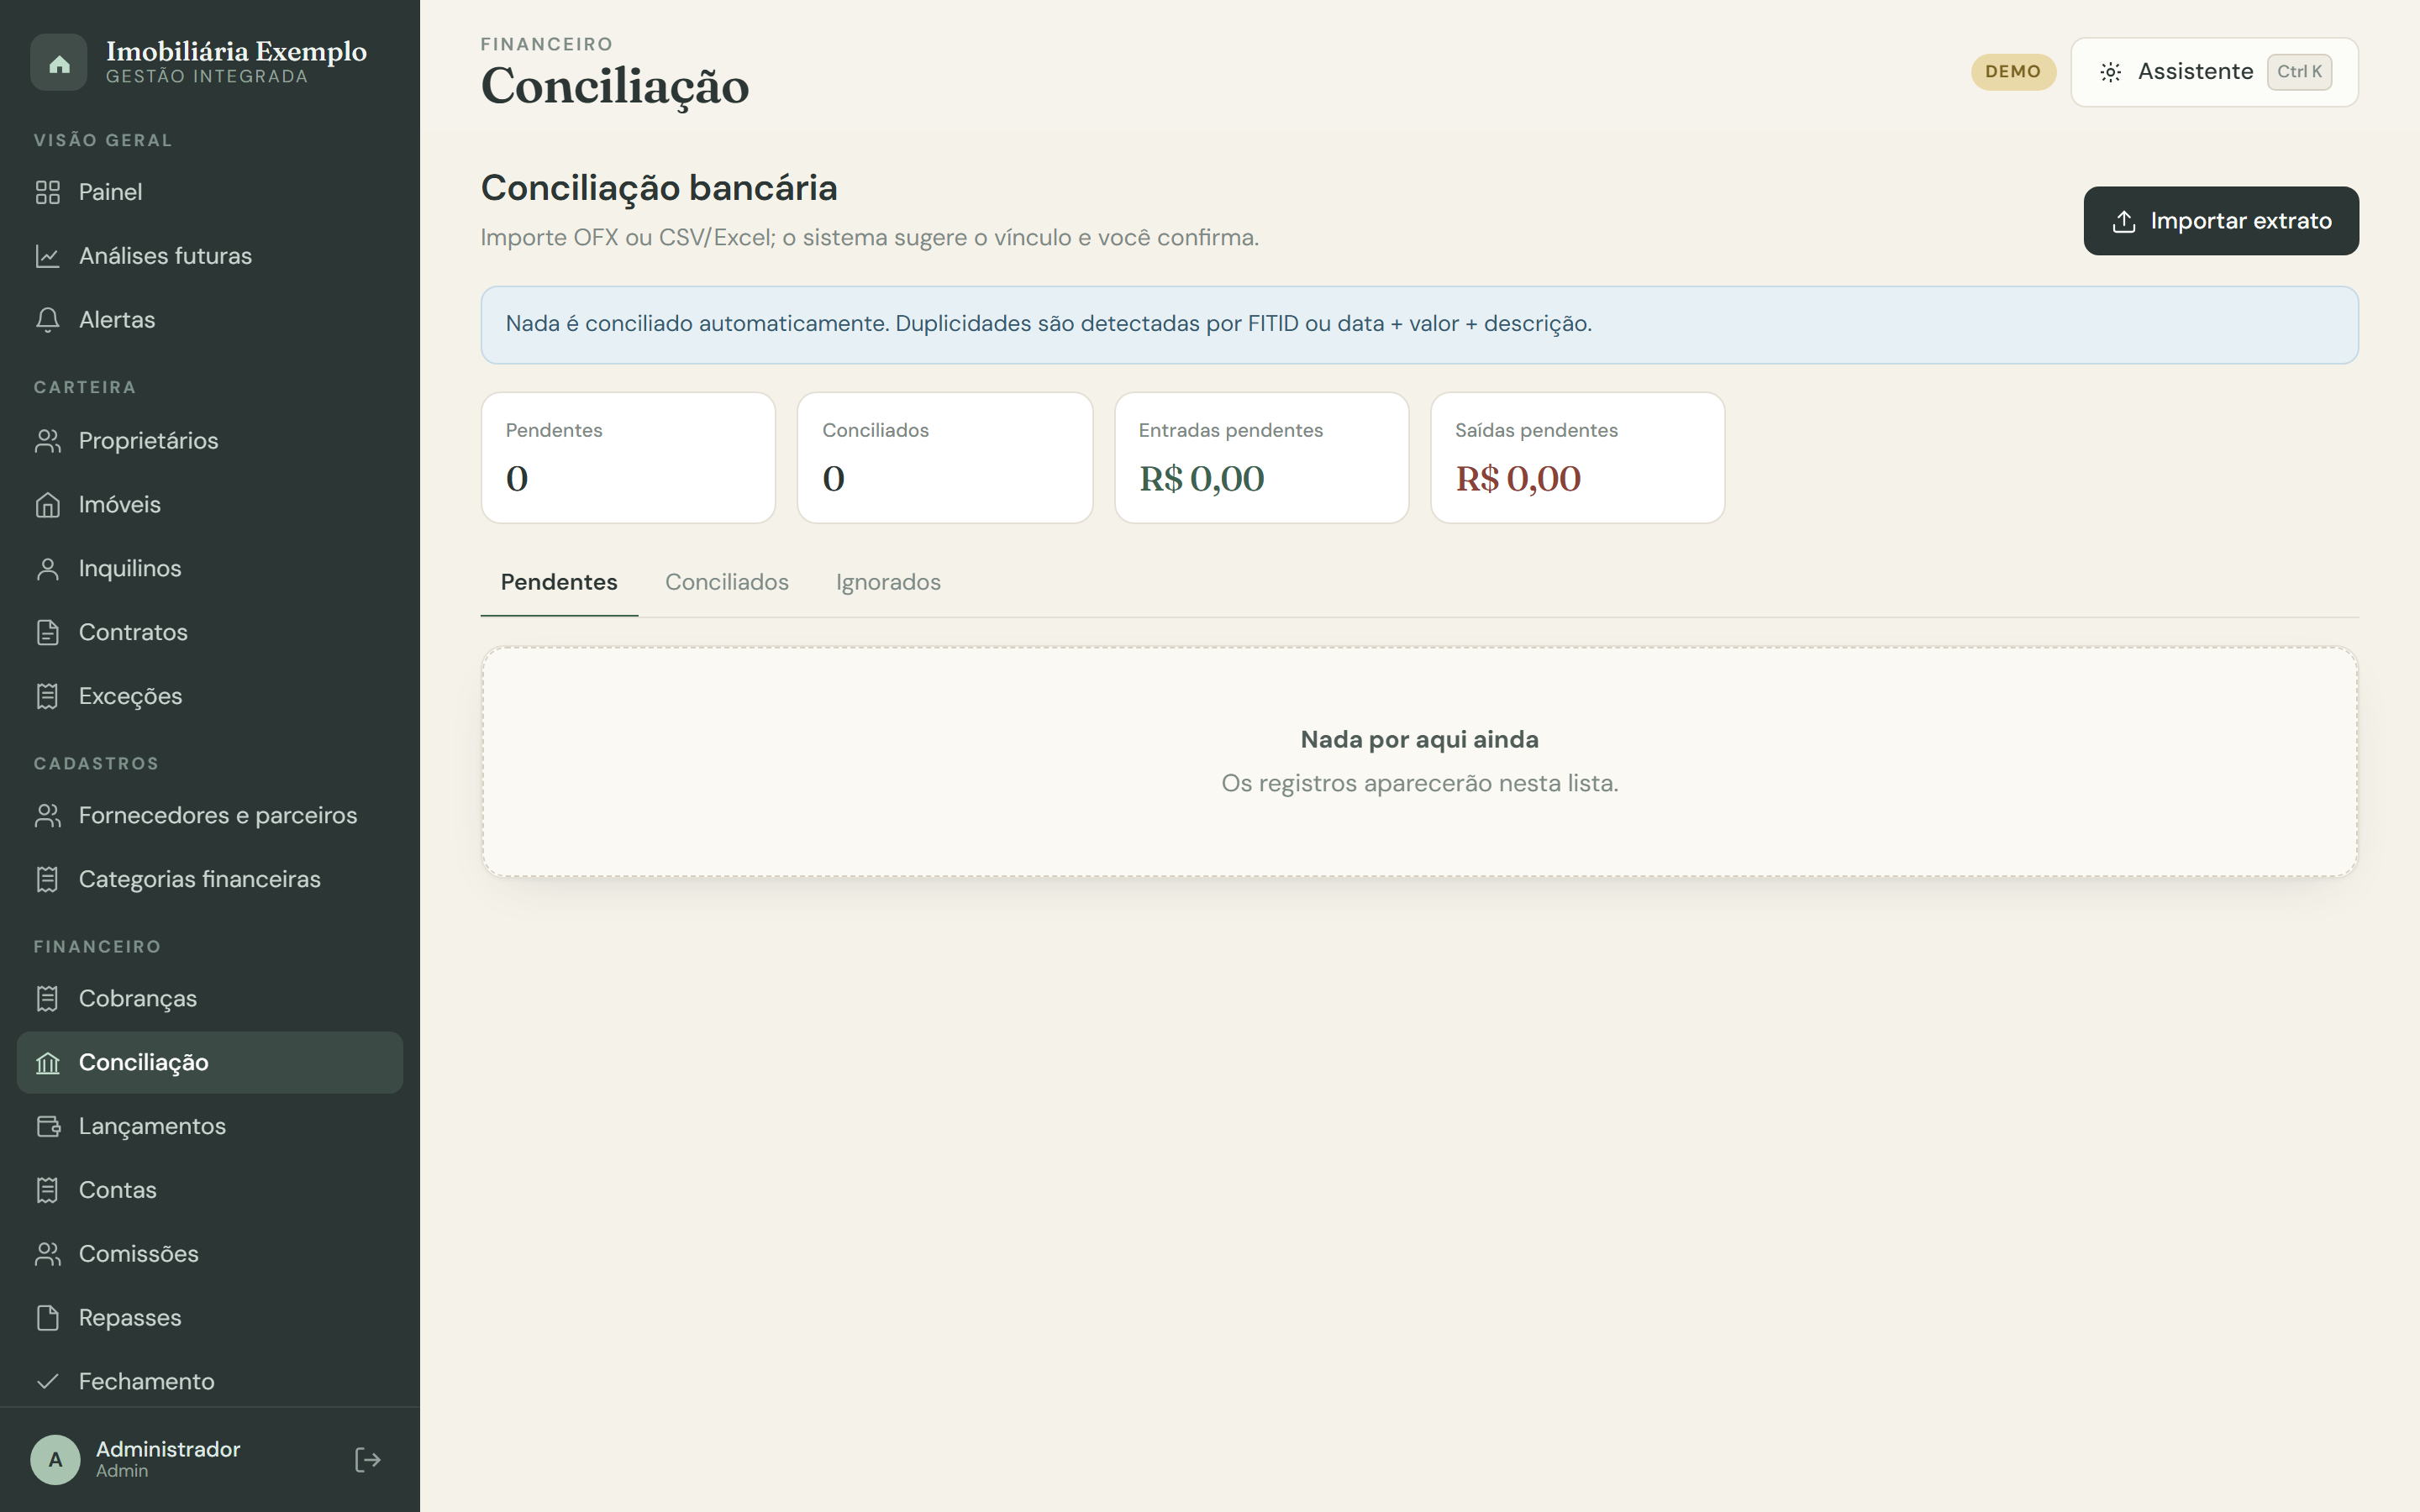 Imobiliária Exemplo
GESTÃO INTEGRADA
VISÃO GERAL
Painel
Análises futuras
Alertas
CARTEIRA
Proprietários
Imóveis
Inquilinos
Contratos
Exceções
CADASTROS
Fornecedores e parceiros
Categorias financeiras
FINANCEIRO
Cobranças
Conciliação
Lançamentos
Contas
Comissões
Repasses
Fechamento
A
Administrador
Admin
FINANCEIRO
Conciliação
DEMO
Assistente Ctrl K
Conciliação bancária
Importe OFX ou CSV/Excel; o sistema sugere o vínculo e você confirma.
Importar extrato
Nada é conciliado automaticamente. Duplicidades são detectadas por FITID ou data + valor + descrição.
Pendentes
0
Conciliados
0
Entradas pendentes
R$ 0,00
Saídas pendentes
R$ 0,00
Pendentes Conciliados Ignorados
Nada por aqui ainda
Os registros aparecerão nesta lista.